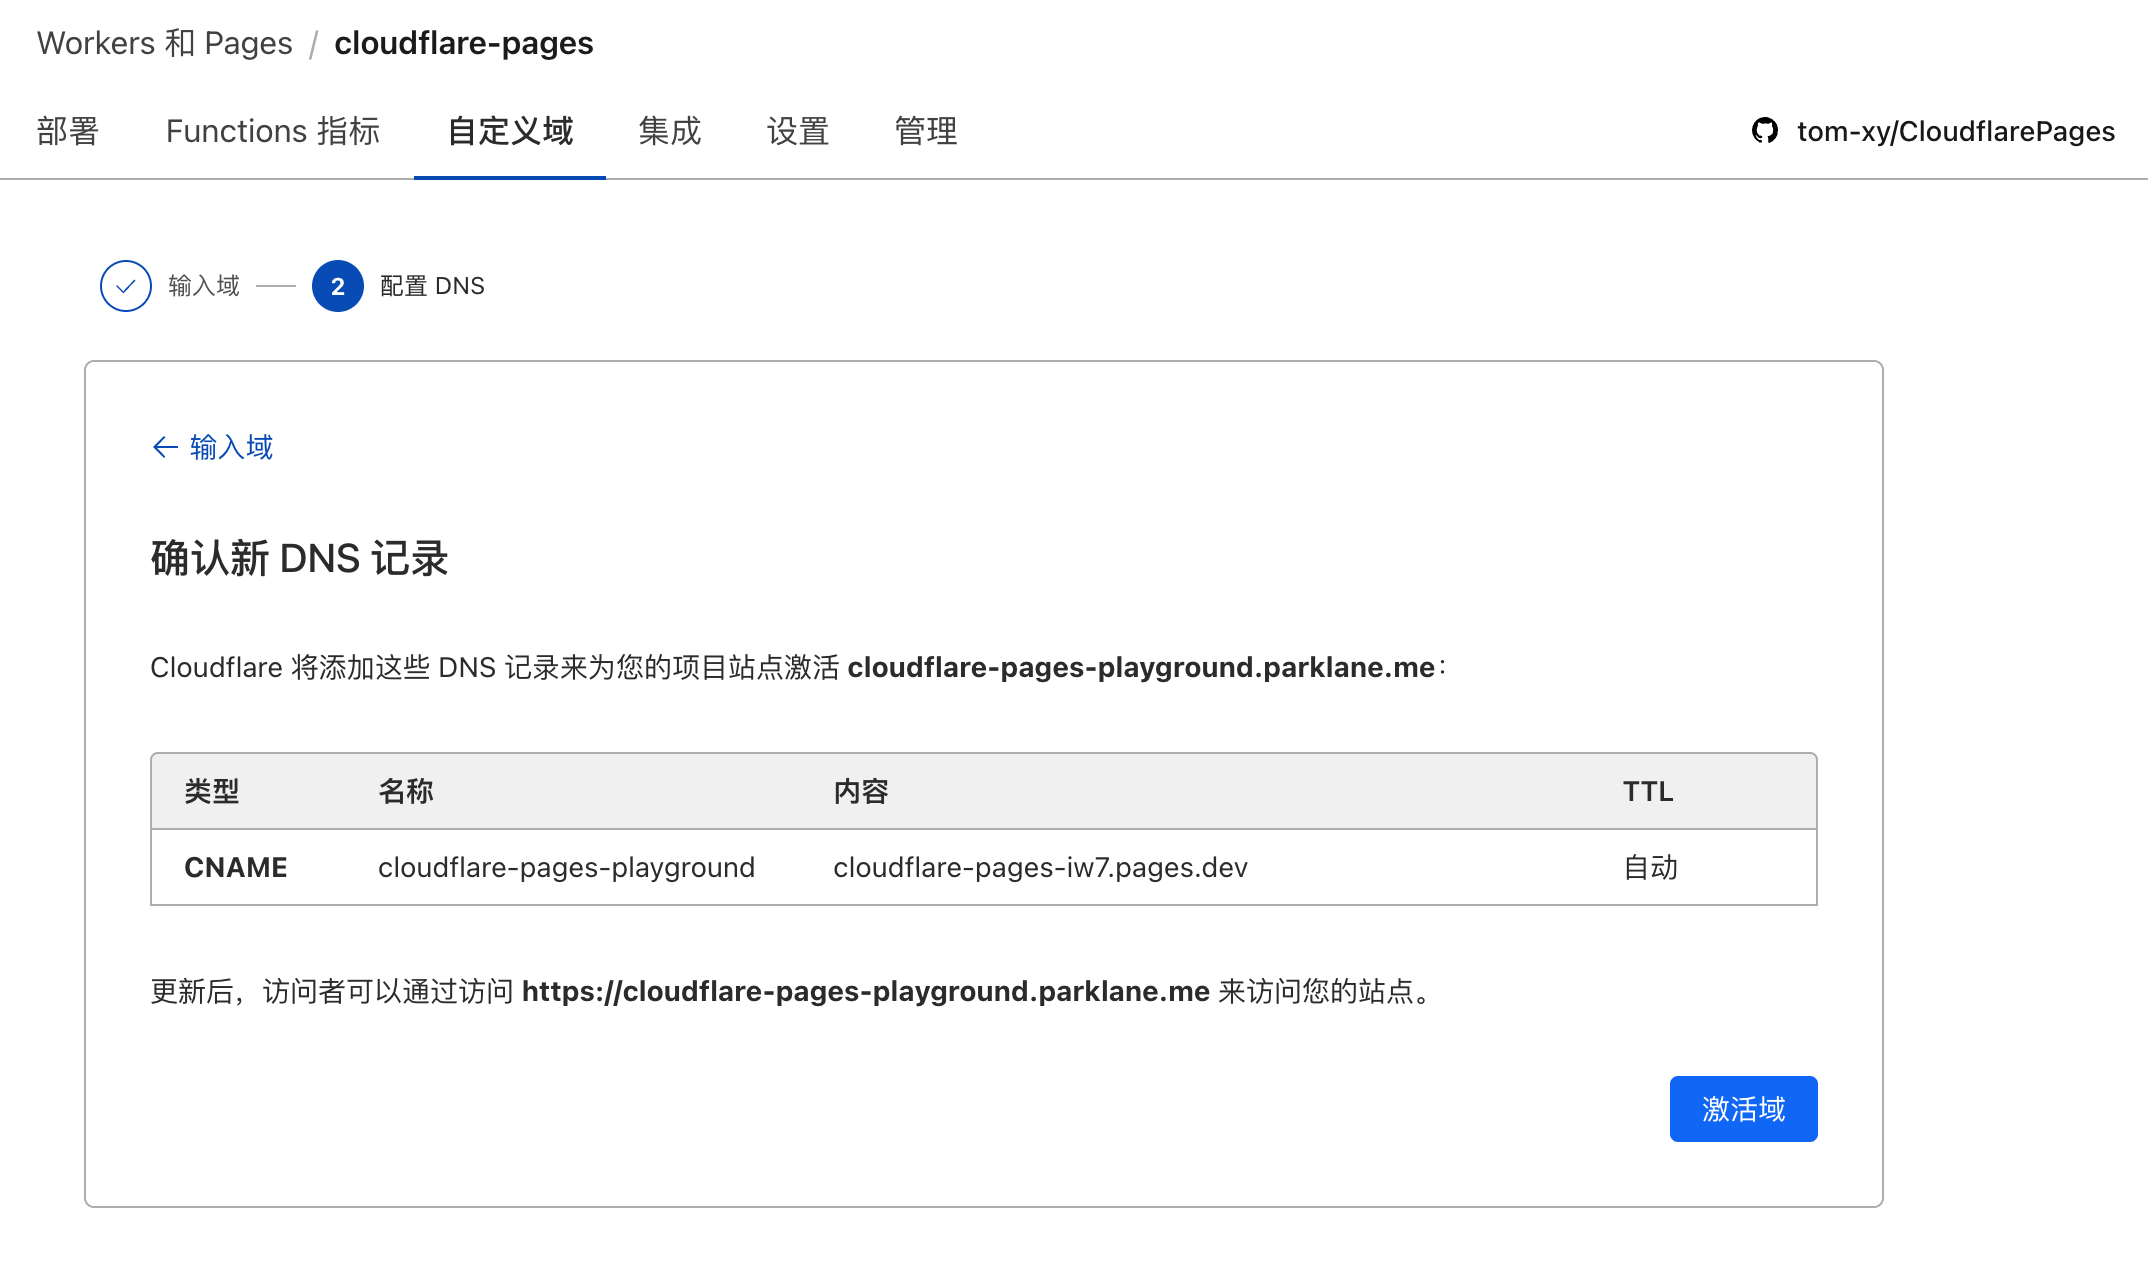 Workers 和 Pages / cloudflare-pages
部署 Functions 指标 自定义域 集成 设置 管理 tom-xy/CloudflarePages
输入域 2 配置 DNS
← 输入域
确认新 DNS 记录
Cloudflare 将添加这些 DNS 记录来为您的项目站点激活 cloudflare-pages-playground.parklane.me：
类型 名称 内容 TTL
CNAME cloudflare-pages-playground cloudflare-pages-iw7.pages.dev 自动
更新后，访问者可以通过访问 https://cloudflare-pages-playground.parklane.me 来访问您的站点。
激活域